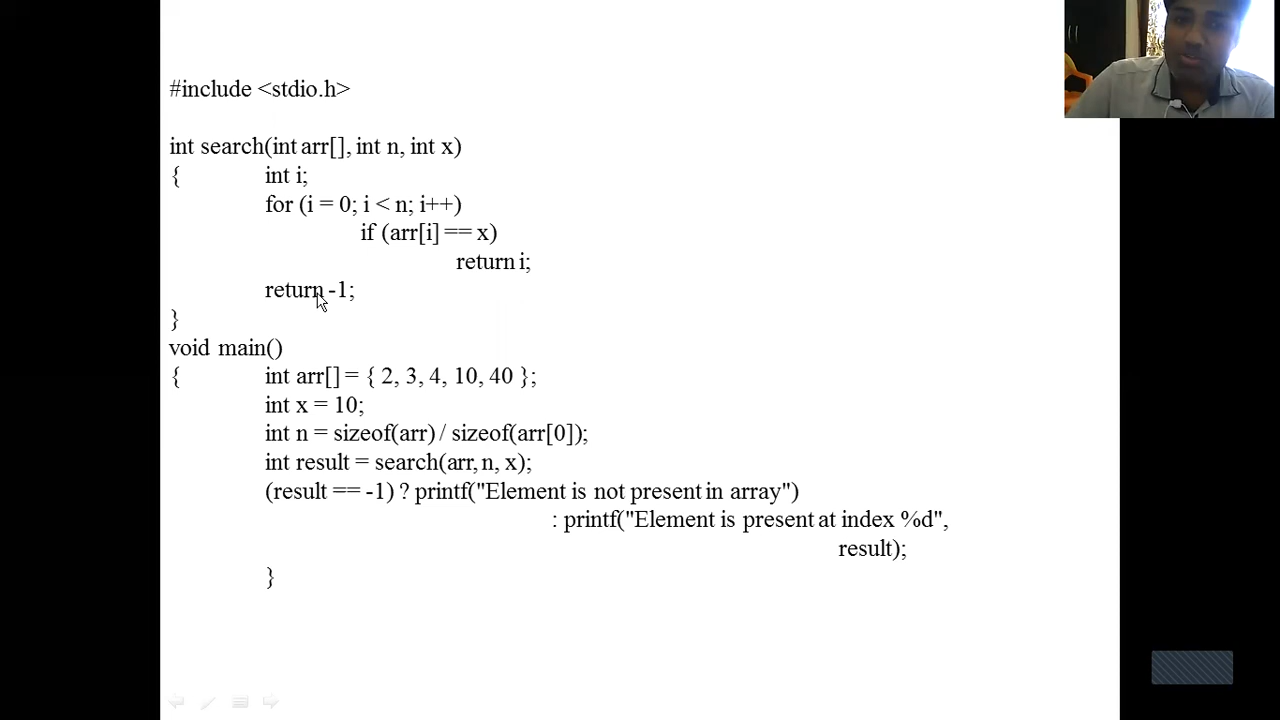 #include <stdio.h>
int search(int arr[], int n, int x)
{ int i;
for (i = 0; i < n; i++)
if (arr[i] == x)
return i;
return -1;
}
void main()
{ int arr[] = { 2, 3, 4, 10, 40 };
int x = 10;
int n = sizeof(arr) / sizeof(arr[0]);
int result = search(arr, n, x);
(result == -1) ? printf("Element is not present in array")
: printf("Element is present at index %d",
result);
}